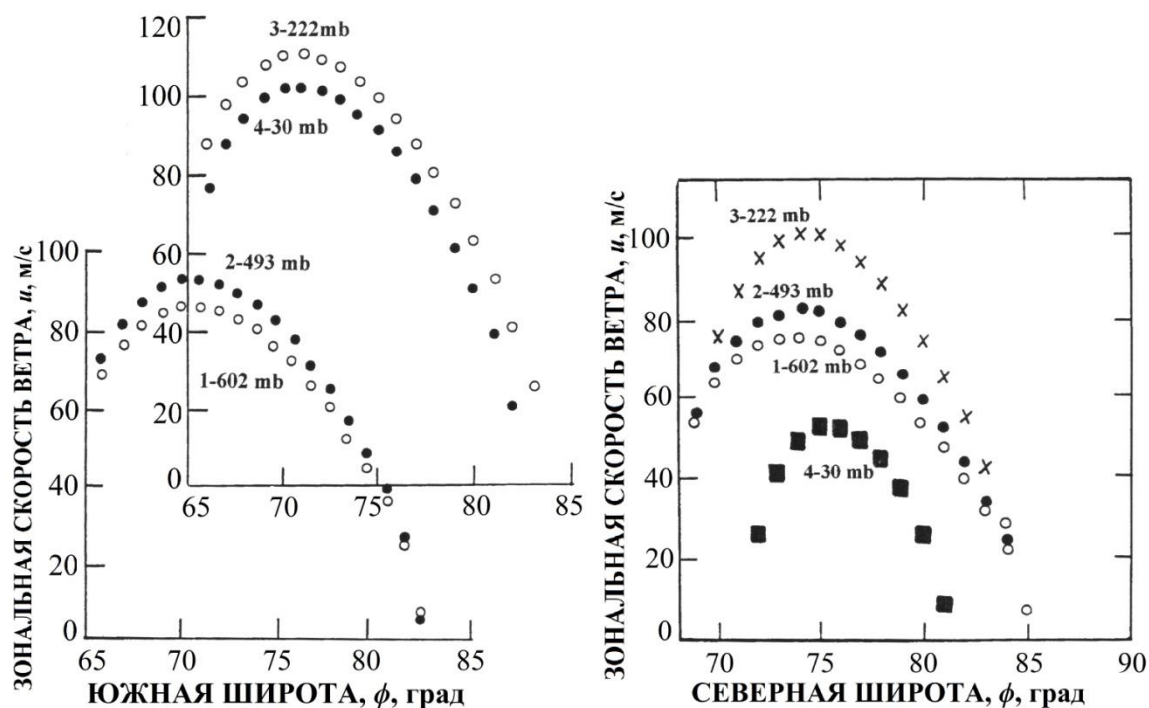 120
3-222mb
100
4-30 mb
80
60
2-493 mb
40
1-602 mb
20
0
65 70 75 80 85
100
80
60
40
20
0
65 70 75 80 85
ЗОНАЛЬНАЯ СКОРОСТЬ ВЕТРА, u, м/с
ЮЖНАЯ ШИРОТА, ϕ, град
3-222 mb
100
2-493 mb
80
1-602 mb
60
4-30 mb
40
20
0
70 75 80 85 90
ЗОНАЛЬНАЯ СКОРОСТЬ ВЕТРА, u, м/с
СЕВЕРНАЯ ШИРОТА, ϕ, град